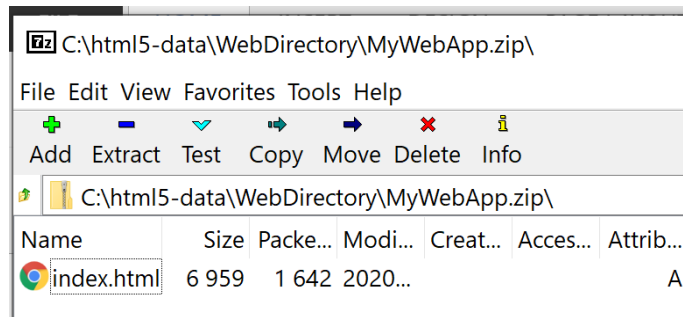 7z C:\html5-data\WebDirectory\MyWebApp.zip\
File Edit View Favorites Tools Help
Add Extract Test Copy Move Delete Info
C:\html5-data\WebDirectory\MyWebApp.zip\
Name Size Packe... Modi... Creat... Acces... Attrib...
index.html 6 959 1 642 2020... A